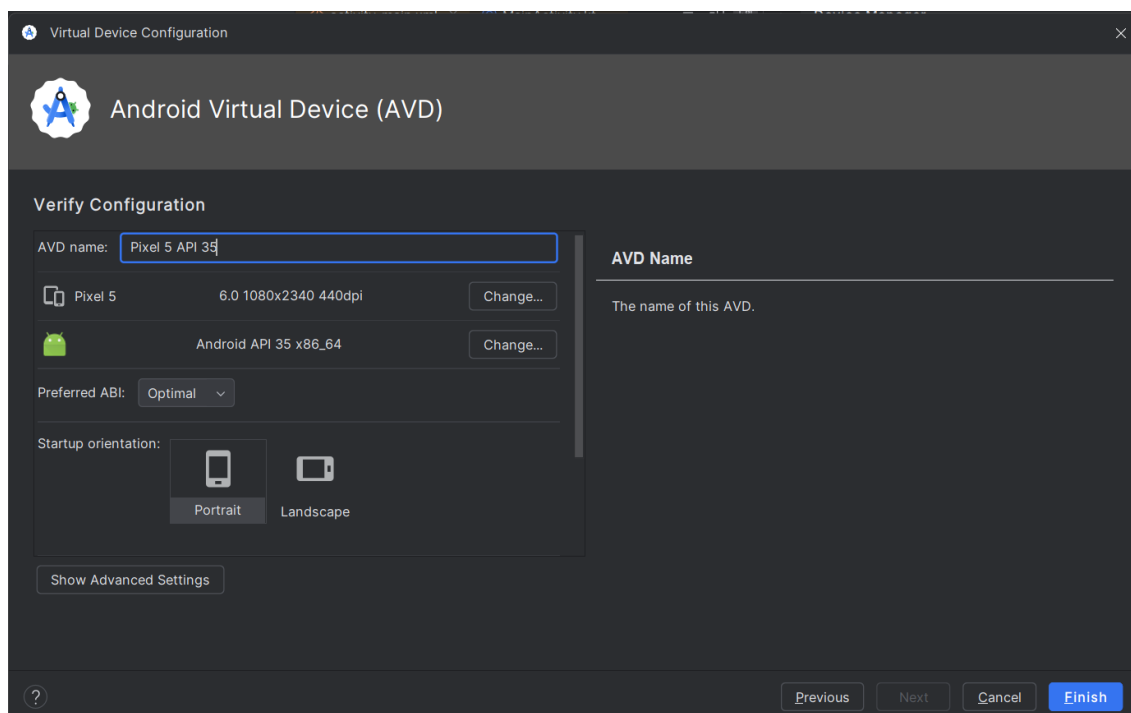 Virtual Device Configuration
Android Virtual Device (AVD)
Verify Configuration
AVD name: Pixel 5 API 35
Pixel 5 6.0 1080x2340 440dpi Change...
Android API 35 x86_64 Change...
Preferred ABI: Optimal
Startup orientation:
Portrait
Landscape
Show Advanced Settings
AVD Name
The name of this AVD.
?
Previous Next Cancel Finish